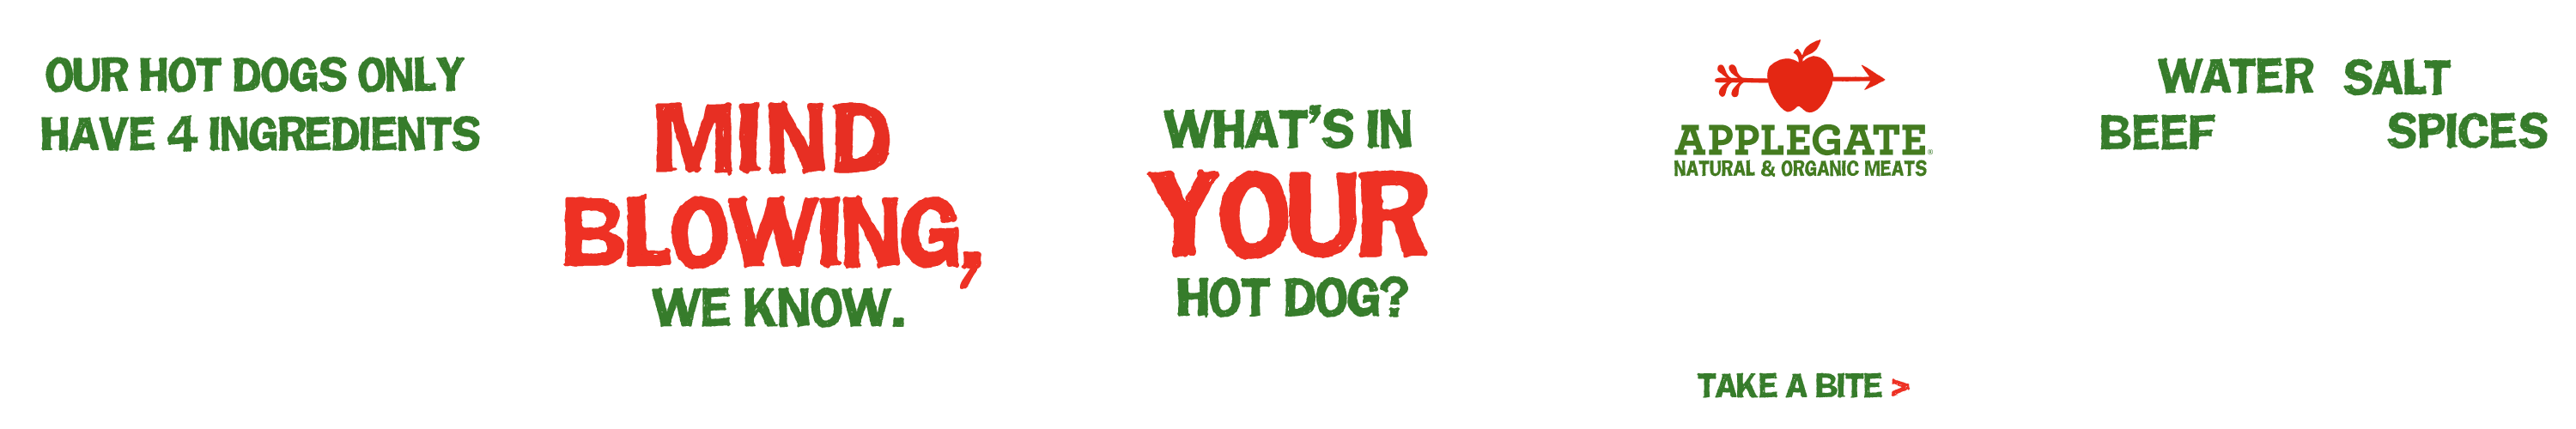 OUR HOT DOGS ONLY
HAVE 4 INGREDIENTS
MIND
BLOWING,
WE KNOW.
WHAT'S IN
YOUR
HOT DOG?
APPLEGATE®
NATURAL & ORGANIC MEATS
TAKE A BITE >
WATER SALT
BEEF SPICES